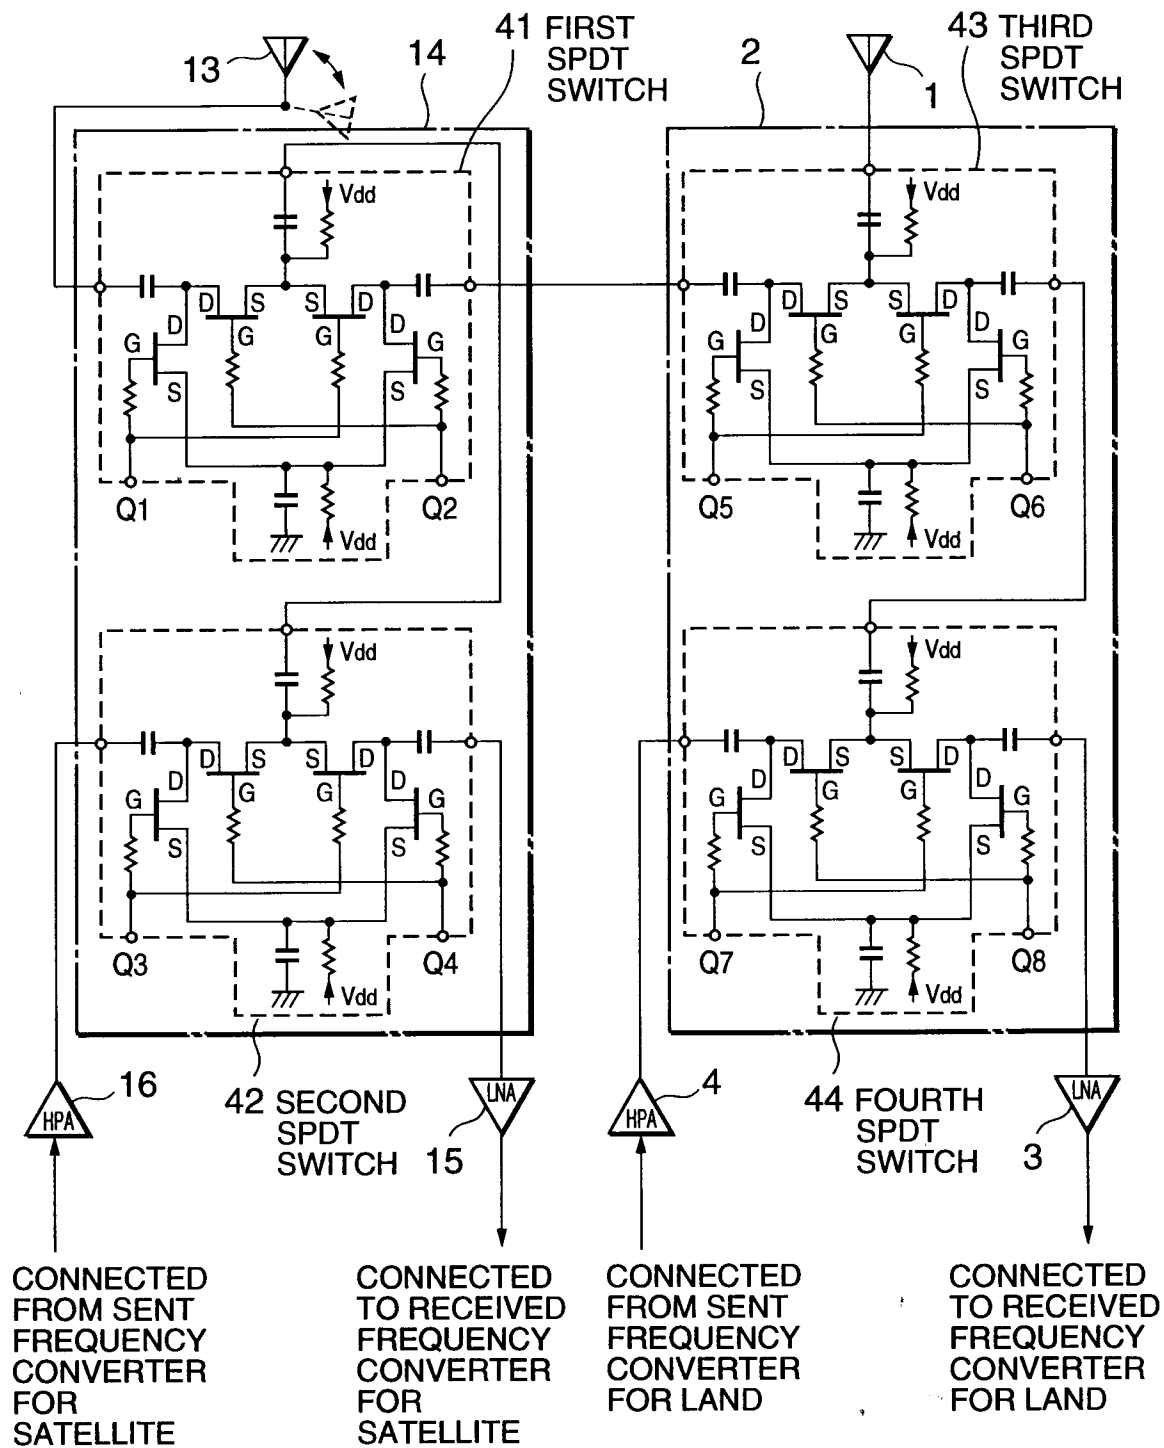 41 FIRST
SPDT
SWITCH
13
14
2
1
43 THIRD
SPDT
SWITCH
Vdd
D
S
S
D
G
G
D
D
G
G
S
S
Q1
Q2
Vdd
Vdd
D
S
S
D
G
G
D
D
G
G
S
S
Q5
Q6
Vdd
Vdd
D
S
S
D
G
G
D
D
G
G
S
S
Q3
Q4
Vdd
Vdd
D
S
S
D
G
G
D
D
G
G
S
S
Q7
Q8
Vdd
16
HPA
42 SECOND
SPDT
SWITCH
LNA
15
4
HPA
44 FOURTH
SPDT
SWITCH
LNA
3
CONNECTED
FROM SENT
FREQUENCY
CONVERTER
FOR
SATELLITE
CONNECTED
TO RECEIVED
FREQUENCY
CONVERTER
FOR
SATELLITE
CONNECTED
FROM SENT
FREQUENCY
CONVERTER
FOR LAND
CONNECTED
TO RECEIVED
FREQUENCY
CONVERTER
FOR LAND